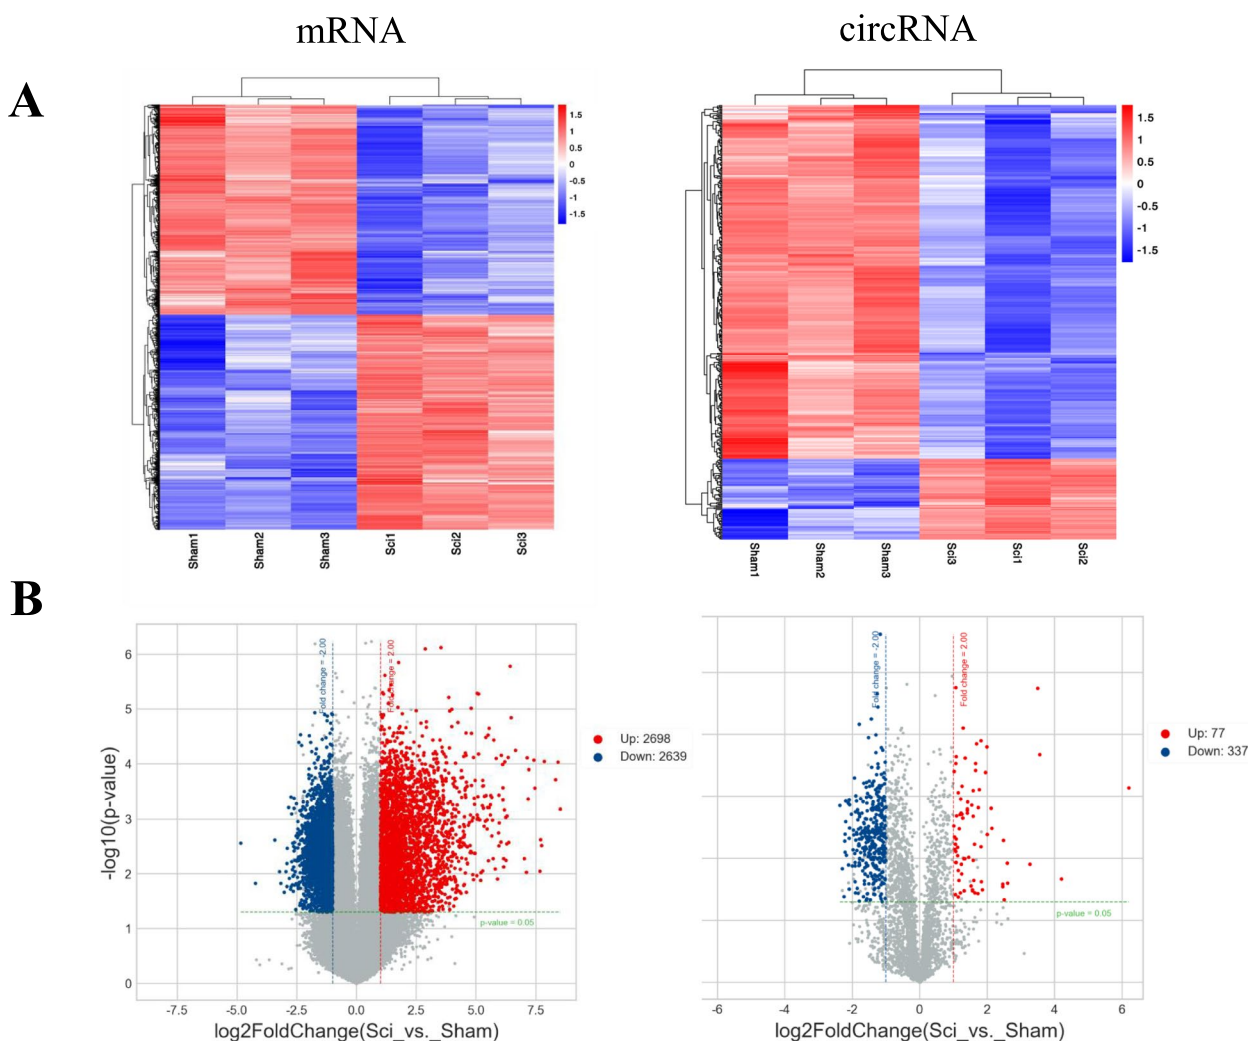 mRNA
circRNA
A
1.5
1
0.5
0
-0.5
-1
-1.5
Sham1
Sham2
Sham3
Sci1
Sci2
Sci3
1.5
1
0.5
0
-0.5
-1
-1.5
Sham1
Sham2
Sham3
Sci3
Sci1
Sci2
B
-log10(p-value)
6
5
4
3
2
1
0
Fold change = -2.00
Fold change = 2.00
p-value = 0.05
-7.5
-5.0
-2.5
0.0
2.5
5.0
7.5
log2FoldChange(Sci_vs._Sham)
Up: 2698
Down: 2639
Fold change = -2.00
Fold change = 2.00
p-value = 0.05
-6
-4
-2
0
2
4
6
log2FoldChange(Sci_vs._Sham)
Up: 77
Down: 337